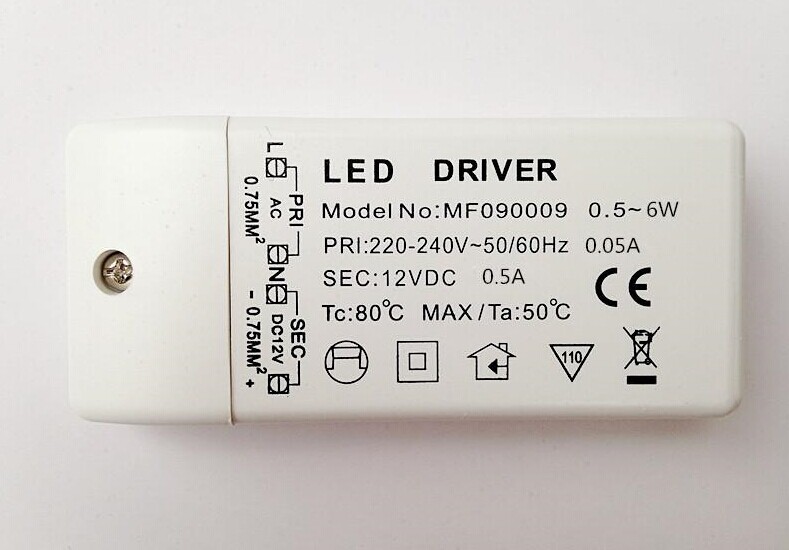 LED DRIVER
Model No:MF090009 0.5~6W
PRI:220-240V~50/60Hz 0.05A
SEC:12VDC 0.5A
Tc:80℃ MAX/Ta:50℃
CE
110
L
PRI
AC
0.75MM²
N
SEC
DC12V
- 0.75MM² +